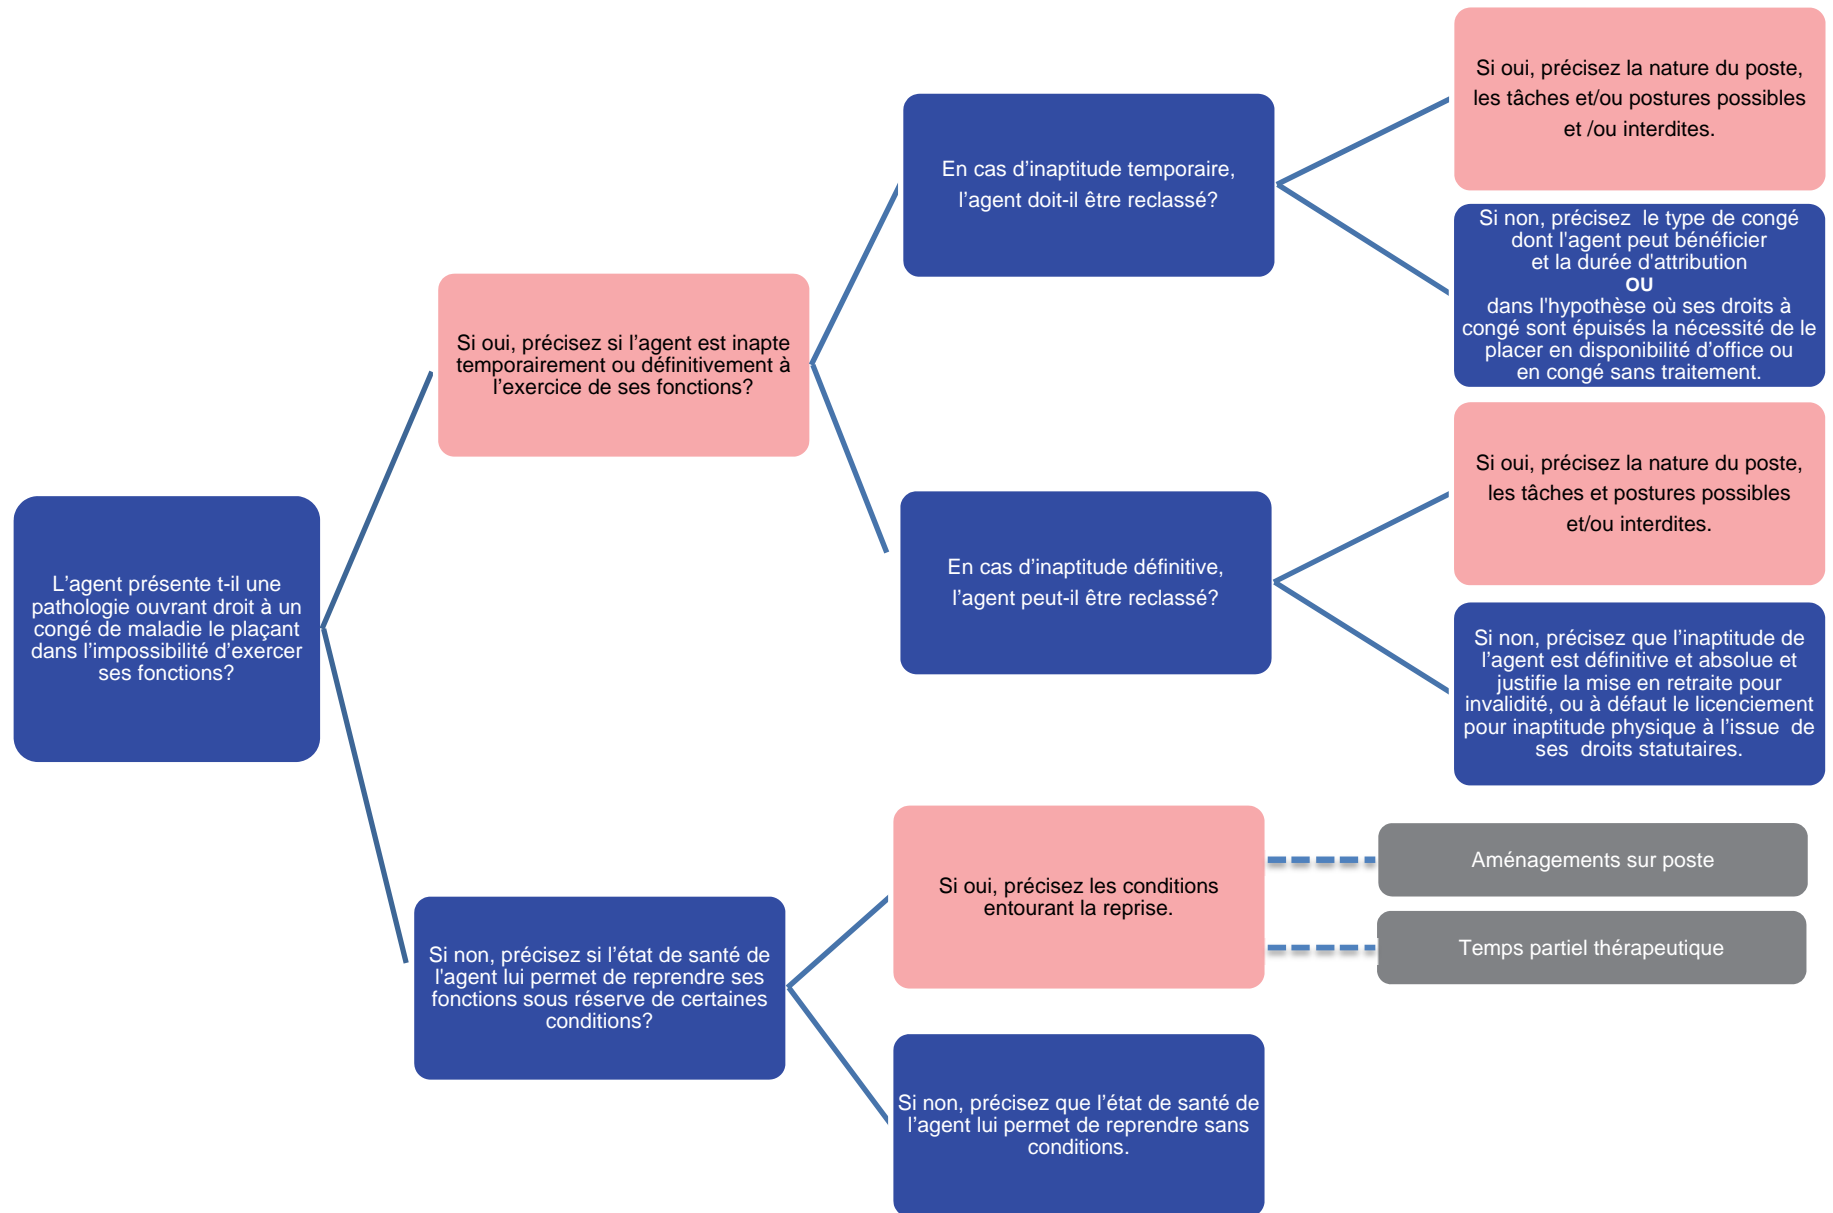 L’agent présente t-il une
pathologie ouvrant droit à un
congé de maladie le plaçant
dans l’impossibilité d’exercer
ses fonctions?
Si oui, précisez si l’agent est inapte
temporairement ou définitivement à
l’exercice de ses fonctions?
En cas d’inaptitude temporaire,
l’agent doit-il être reclassé?
Si oui, précisez la nature du poste,
les tâches et/ou postures possibles
et /ou interdites.
Si non, précisez  le type de congé
dont l'agent peut bénéficier
et la durée d'attribution
OU
dans l'hypothèse où ses droits à
congé sont épuisés la nécessité de le
placer en disponibilité d’office ou
en congé sans traitement.
En cas d’inaptitude définitive,
l’agent peut-il être reclassé?
Si oui, précisez la nature du poste,
les tâches et postures possibles
et/ou interdites.
Si non, précisez que l’inaptitude de
l’agent est définitive et absolue et
justifie la mise en retraite pour
invalidité, ou à défaut le licenciement
pour inaptitude physique à l’issue  de
ses  droits statutaires.
Si non, précisez si l’état de santé de
l'agent lui permet de reprendre ses
fonctions sous réserve de certaines
conditions?
Si oui, précisez les conditions
entourant la reprise.
Aménagements sur poste
Temps partiel thérapeutique
Si non, précisez que l’état de santé de
l’agent lui permet de reprendre sans
conditions.